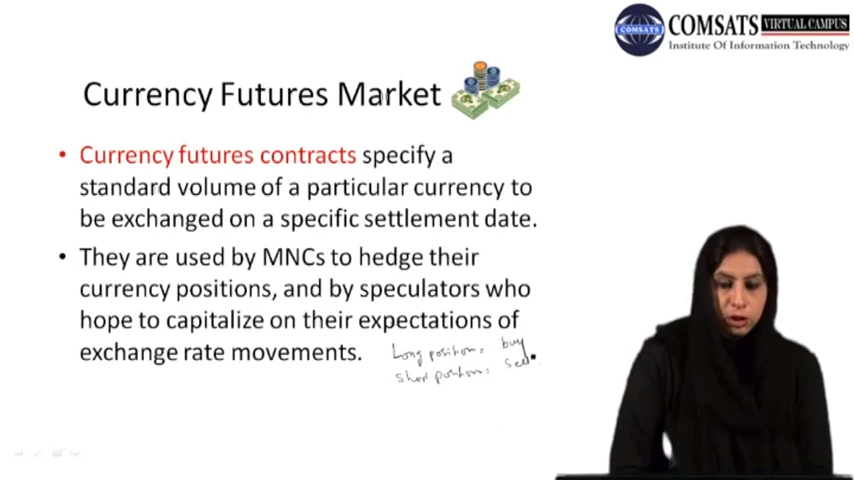 COMSATS
COMSATS VIRTUAL CAMPUS
Institute Of Information Technology
Currency Futures Market
• Currency futures contracts specify a
standard volume of a particular currency to
be exchanged on a specific settlement date.
• They are used by MNCs to hedge their
currency positions, and by speculators who
hope to capitalize on their expectations of
exchange rate movements.
Long position: buy
Short position: sell